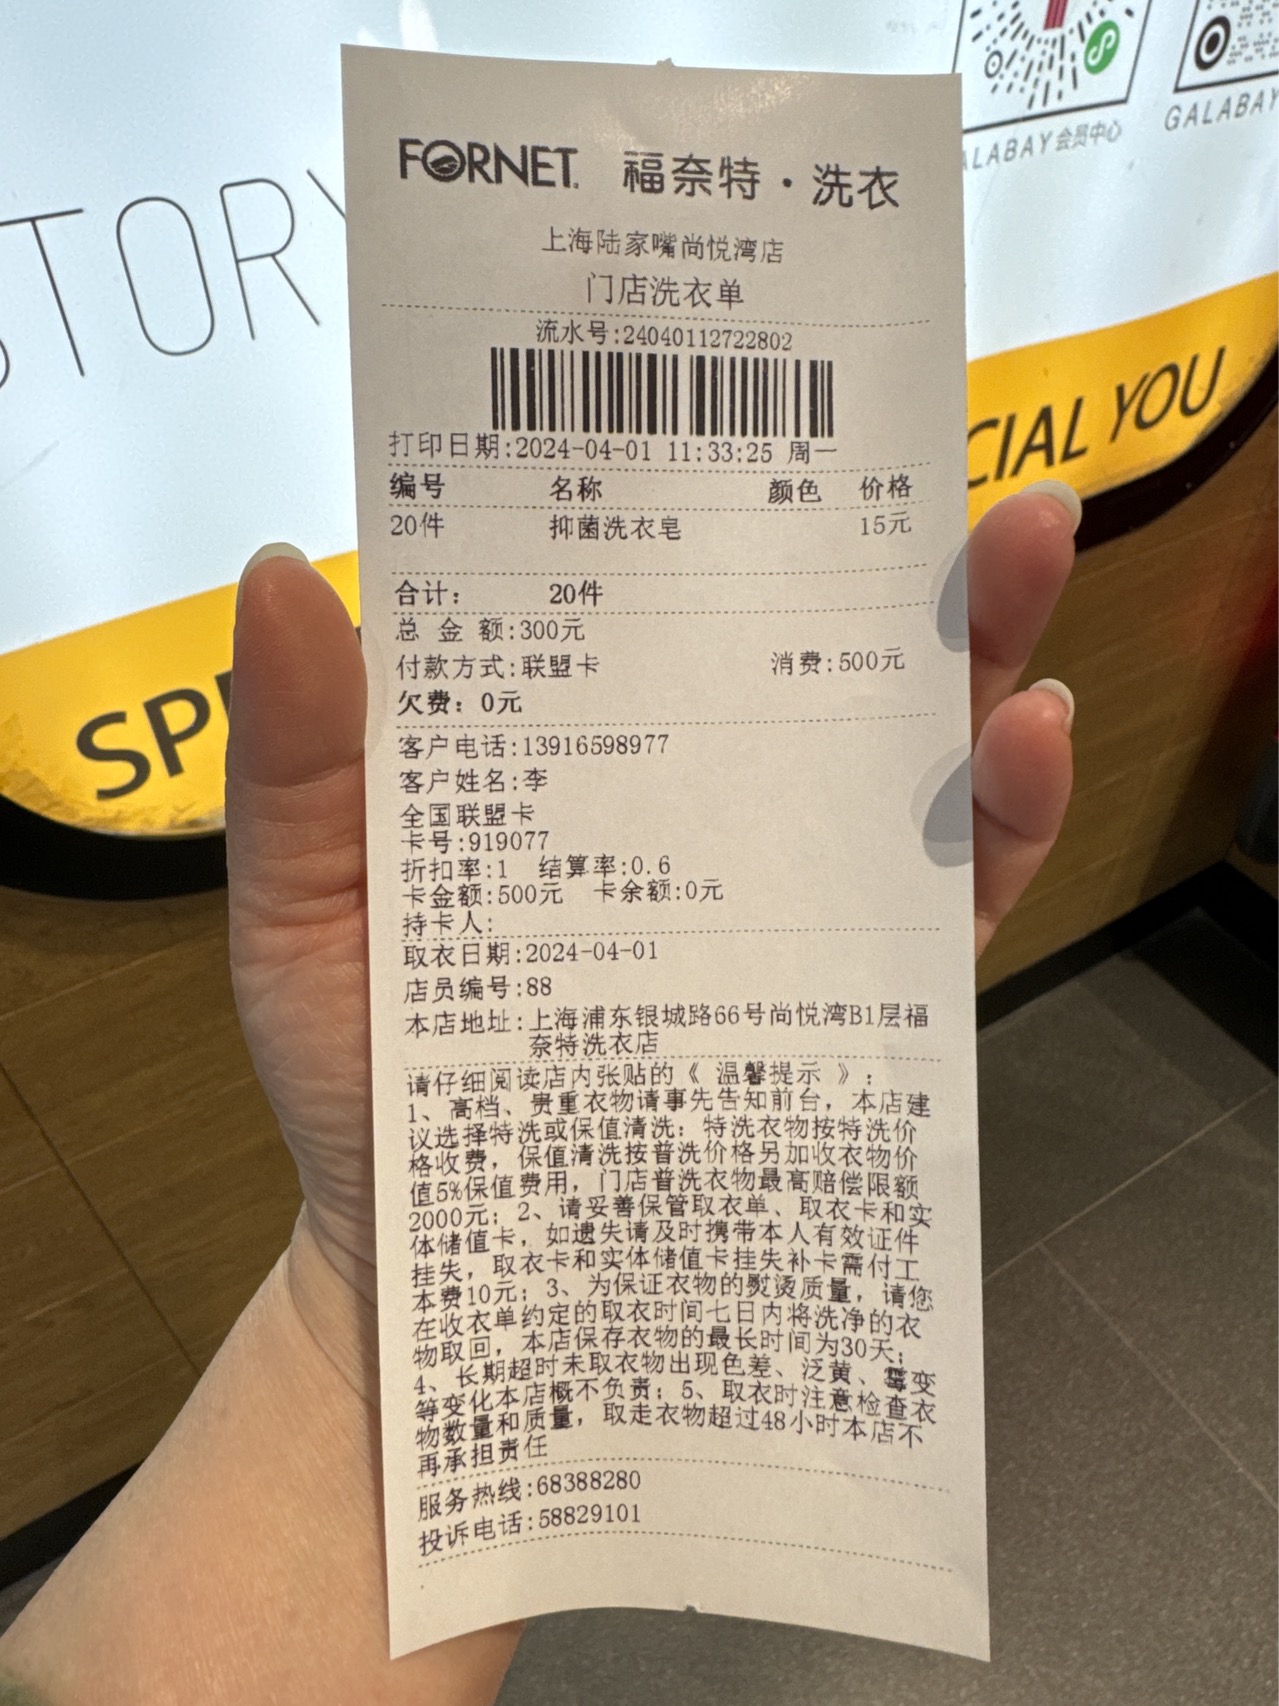 STORY
GALABAY 会员中心
GALABAY
SPECIAL YOU
FORNET. 福奈特·洗衣
上海陆家嘴尚悦湾店
门店洗衣单
流水号:24040112722802
打印日期:2024-04-01 11:33:25 周一
编号 名称 颜色 价格
20件 抑菌洗衣皂 15元
合计: 20件
总 金 额:300元
付款方式:联盟卡 消费:500元
欠费: 0元
客户电话:13916598977
客户姓名:李
全国联盟卡
卡号:919077
折扣率:1 结算率:0.6
卡金额:500元 卡余额:0元
持卡人:
取衣日期:2024-04-01
店员编号:88
本店地址:上海浦东银城路66号尚悦湾B1层福
奈特洗衣店
请仔细阅读店内张贴的《 温馨提示 》:
1、高档、贵重衣物请事先告知前台,本店建
议选择特洗或保值清洗;特洗衣物按特洗价
格收费,保值清洗按普洗价格另加收衣物价
值5%保值费用,门店普洗衣物最高赔偿限额
2000元;2、请妥善保管取衣单、取衣卡和实
体储值卡,如遗失请及时携带本人有效证件
挂失,取衣卡和实体储值卡挂失补卡需付工
本费10元;3、为保证衣物的熨烫质量,请您
在收衣单约定的取衣时间七日内将洗净的衣
物取回,本店保存衣物的最长时间为30天;
4、长期超时未取衣物出现色差、泛黄、霉变
等变化本店概不负责;5、取衣时注意检查衣
物数量和质量,取走衣物超过48小时本店不
再承担责任
服务热线:68388280
投诉电话:58829101